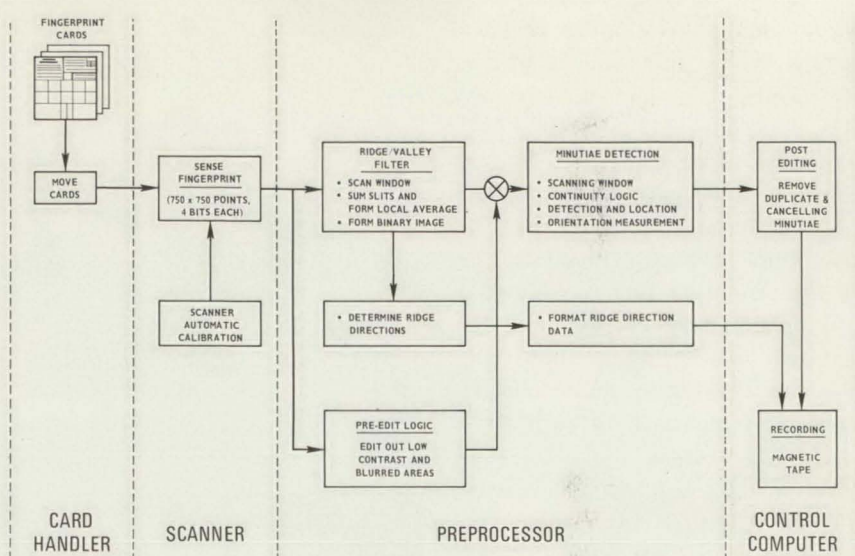 FINGERPRINT
CARDS
MOVE
CARDS
SENSE
FINGERPRINT
(750 x 750 POINTS,
4 BITS EACH)
SCANNER
AUTOMATIC
CALIBRATION
RIDGE/VALLEY
FILTER
• SCAN WINDOW
• SUM SLITS AND
FORM LOCAL AVERAGE
• FORM BINARY IMAGE
• DETERMINE RIDGE
DIRECTIONS
PRE-EDIT LOGIC
EDIT OUT LOW
CONTRAST AND
BLURRED AREAS
MINUTIAE DETECTION
• SCANNING WINDOW
• CONTINUITY LOGIC
• DETECTION AND LOCATION
• ORIENTATION MEASUREMENT
• FORMAT RIDGE DIRECTION
DATA
POST
EDITING
REMOVE
DUPLICATE &
CANCELLING
MINUTIAE
RECORDING
MAGNETIC
TAPE
CARD
HANDLER
SCANNER
PREPROCESSOR
CONTROL
COMPUTER